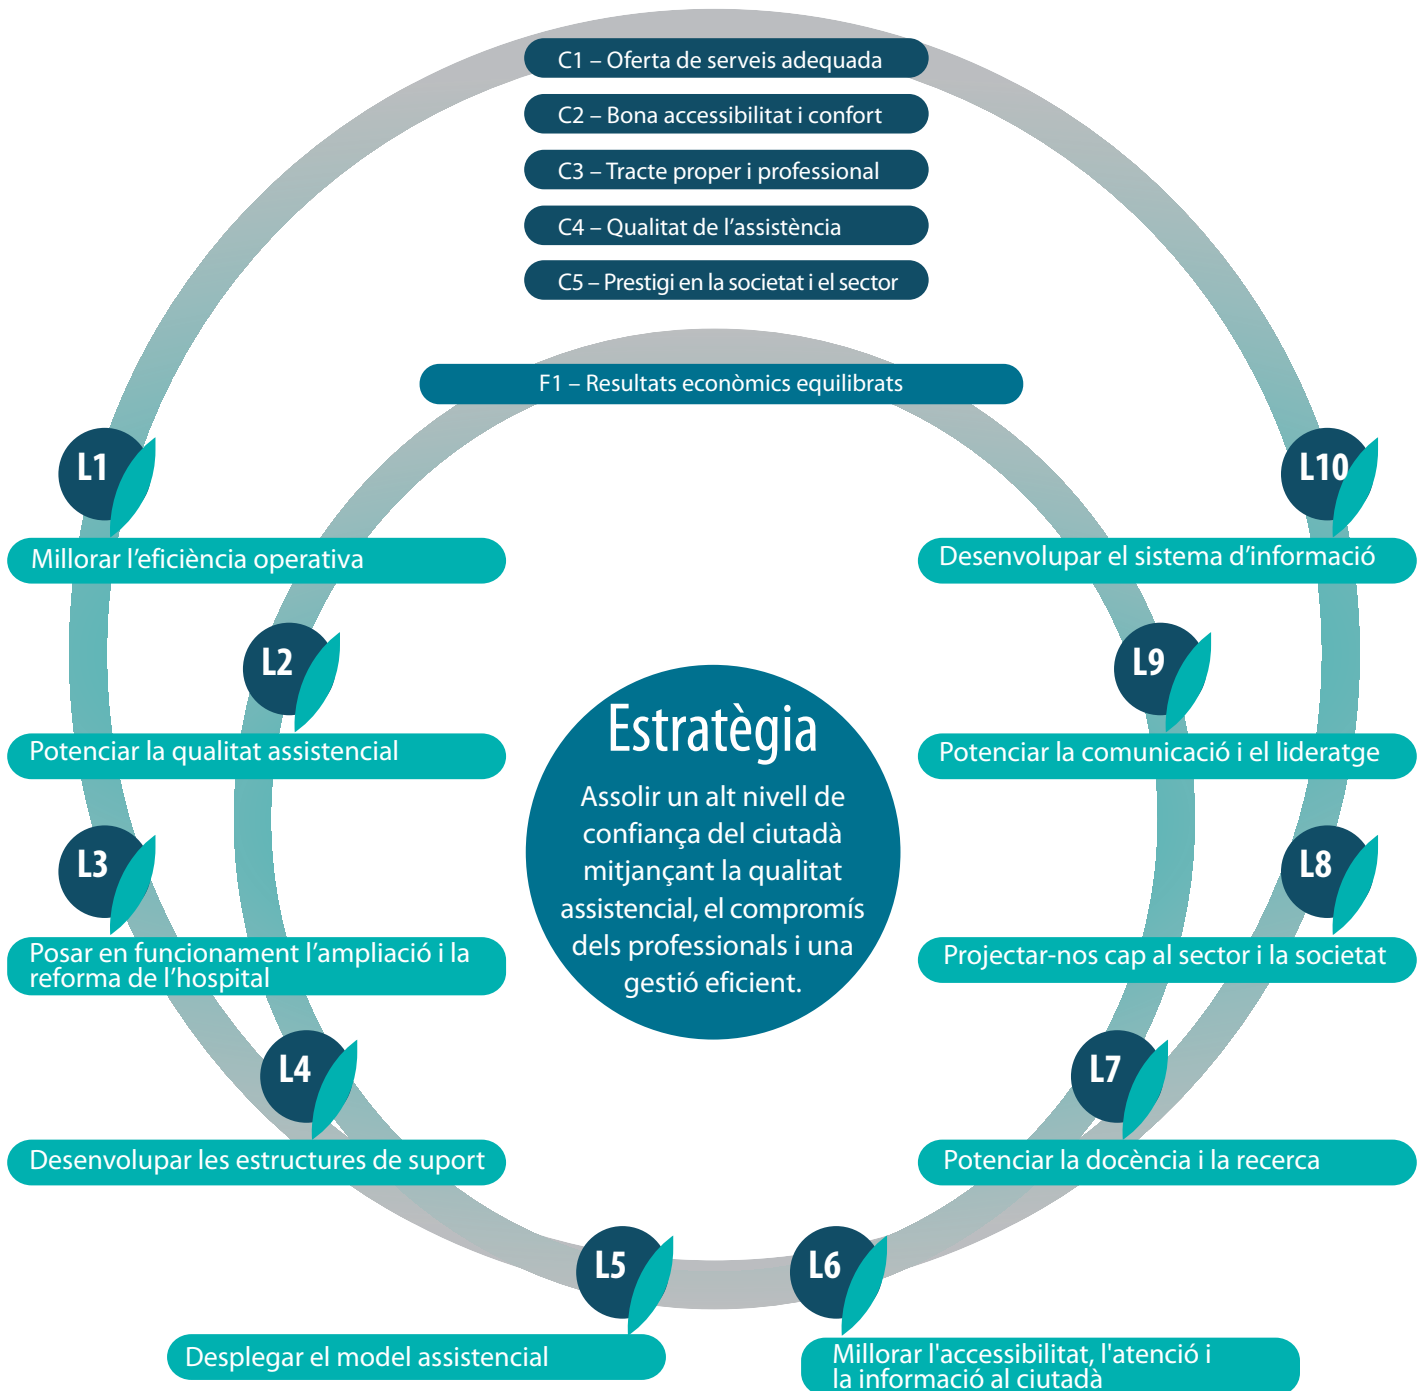 C1 – Oferta de serveis adequada
C2 – Bona accessibilitat i confort
C3 – Tracte proper i professional
C4 – Qualitat de l’assistència
C5 – Prestigi en la societat i el sector
F1 – Resultats econòmics equilibrats
L1
Millorar l’eficiència operativa
L2
Potenciar la qualitat assistencial
L3
Posar en funcionament l’ampliació i la
reforma de l’hospital
L4
Desenvolupar les estructures de suport
L5
Desplegar el model assistencial
Estratègia
Assolir un alt nivell de
confiança del ciutadà
mitjançant la qualitat
assistencial, el compromís
dels professionals i una
gestió eficient.
L10
Desenvolupar el sistema d’informació
L9
Potenciar la comunicació i el lideratge
L8
Projectar-nos cap al sector i la societat
L7
Potenciar la docència i la recerca
L6
Millorar l'accessibilitat, l'atenció i
la informació al ciutadà